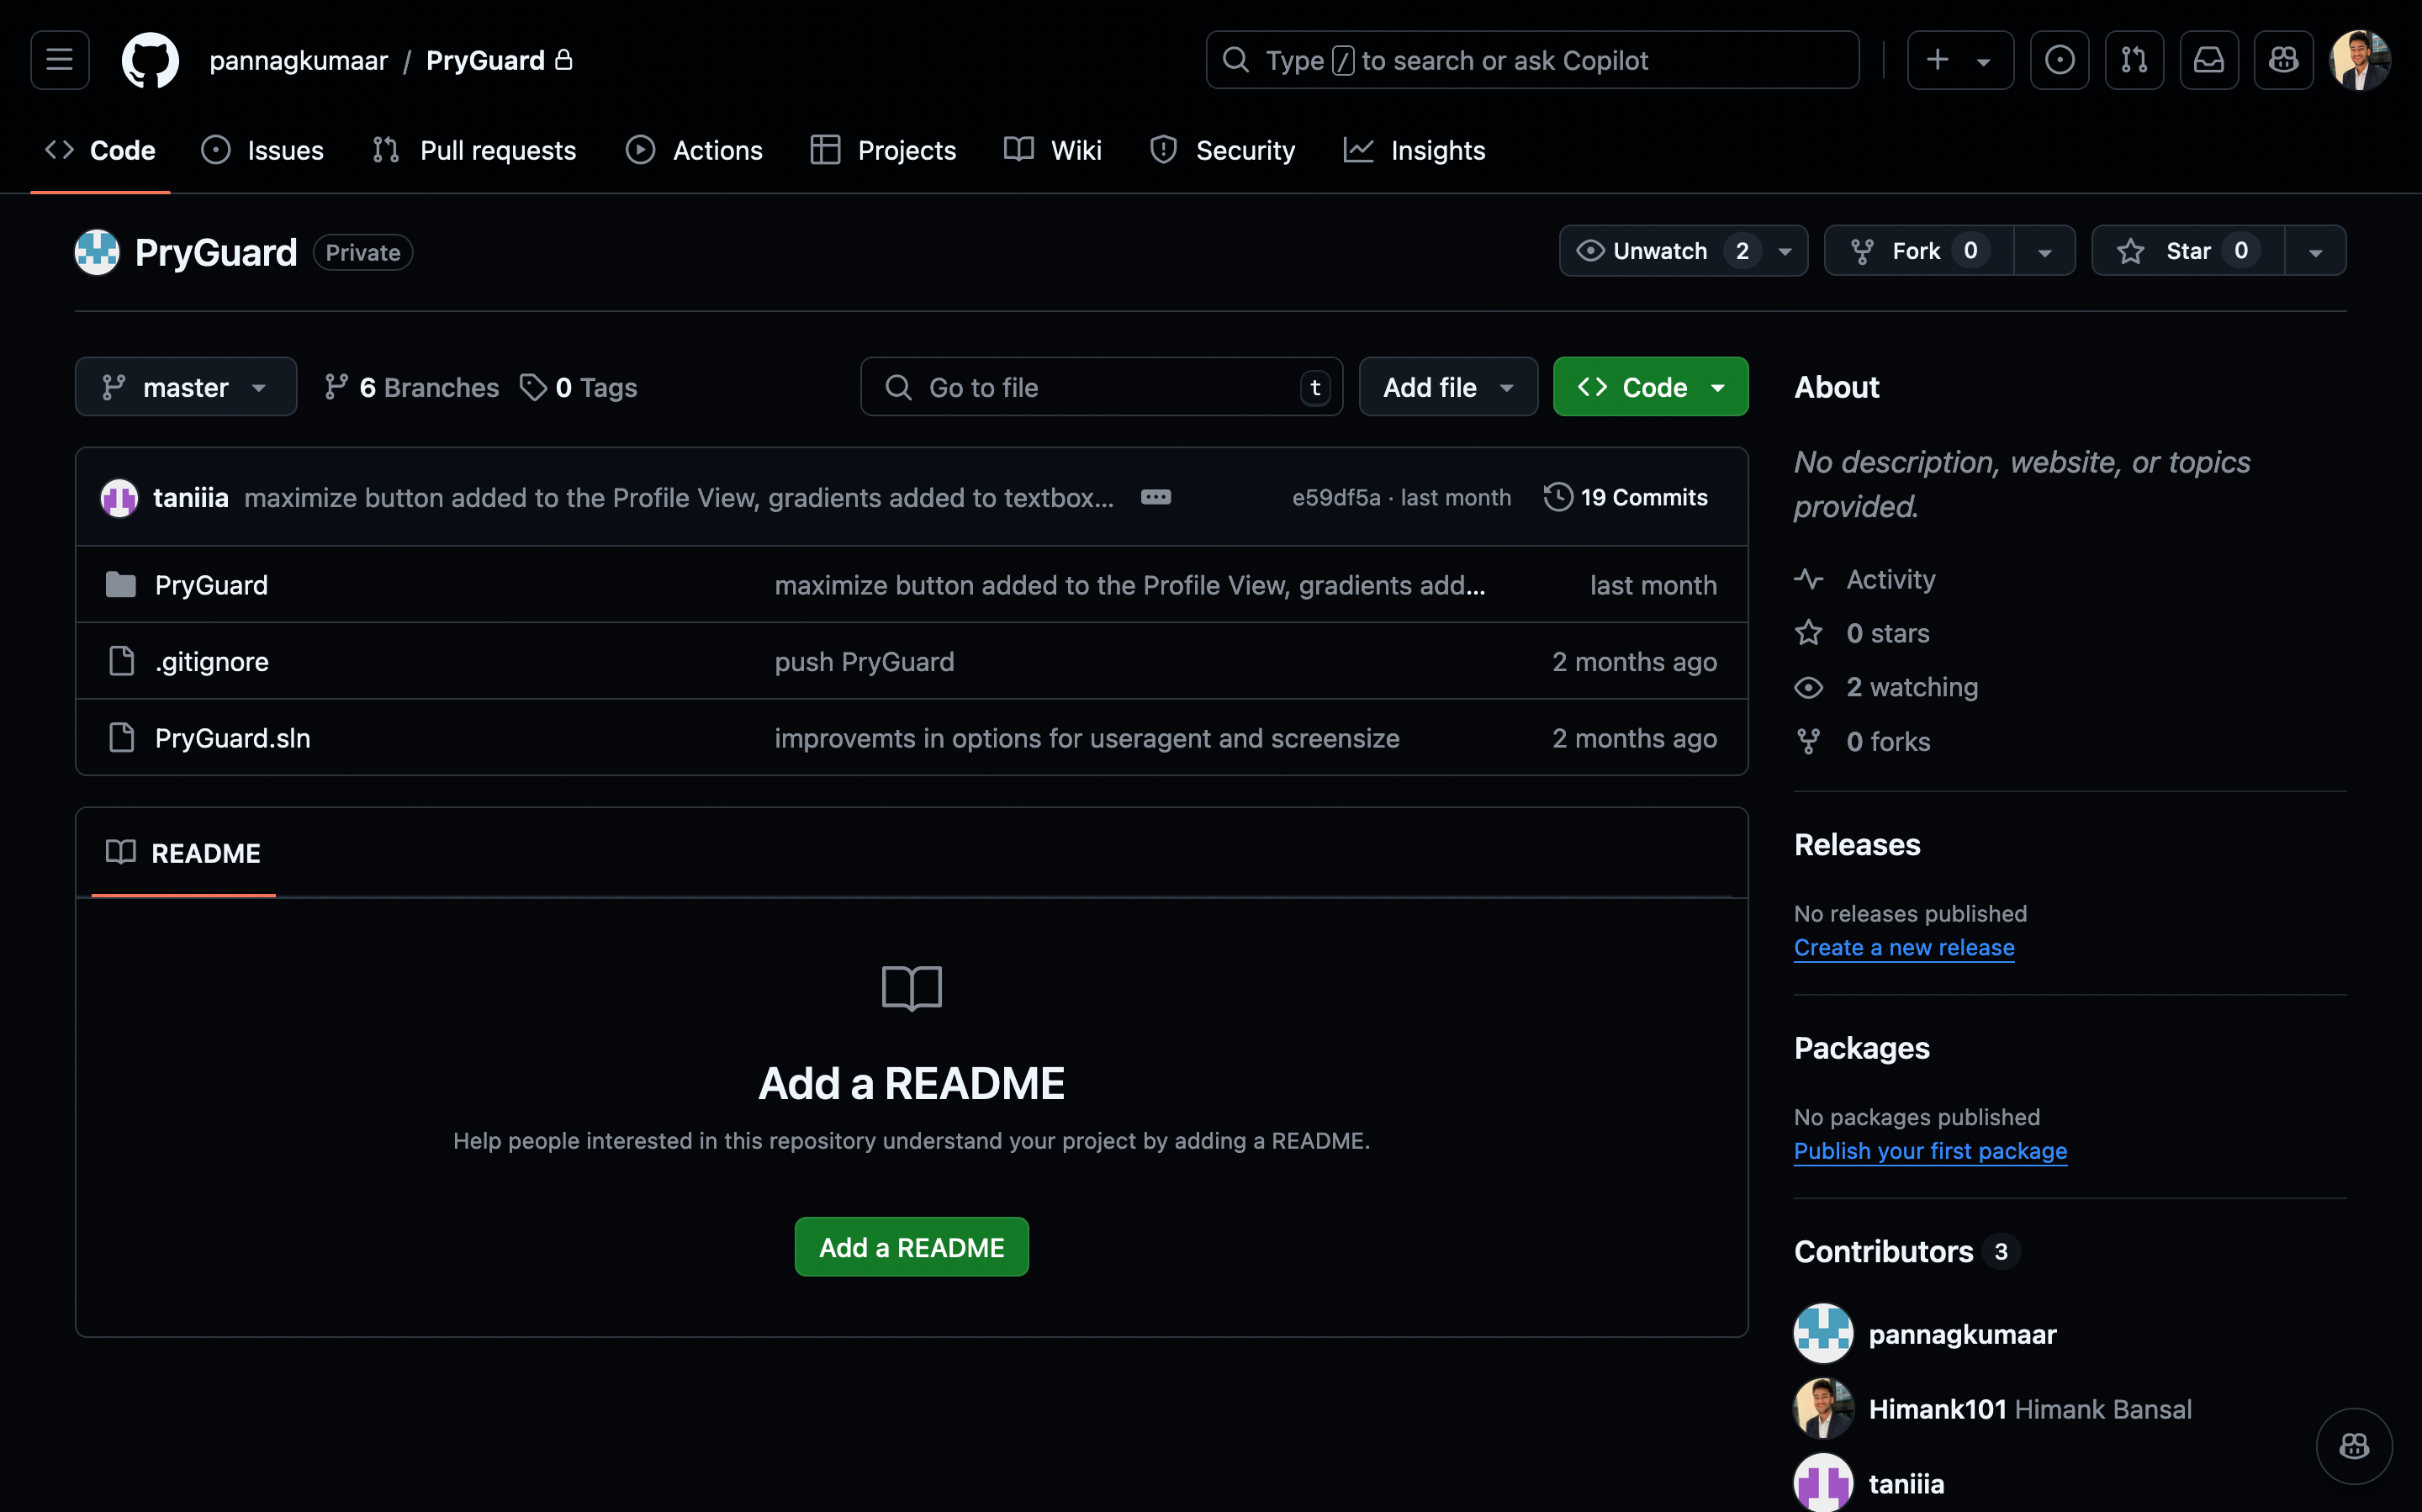 pannagkumaar / PryGuard
Type / to search or ask Copilot
Code
Issues
Pull requests
Actions
Projects
Wiki
Security
Insights
PryGuard Private
Unwatch 2
Fork 0
Star 0
master
6 Branches
0 Tags
Go to file
t
Add file
Code
taniiia maximize button added to the Profile View, gradients added to textbox...
e59df5a · last month
19 Commits
PryGuard maximize button added to the Profile View, gradients add... last month
.gitignore push PryGuard 2 months ago
PryGuard.sln improvemts in options for useragent and screensize 2 months ago
README
Add a README
Help people interested in this repository understand your project by adding a README.
Add a README
About
No description, website, or topics
provided.
Activity
0 stars
2 watching
0 forks
Releases
No releases published
Create a new release
Packages
No packages published
Publish your first package
Contributors 3
pannagkumaar
Himank101 Himank Bansal
taniiia